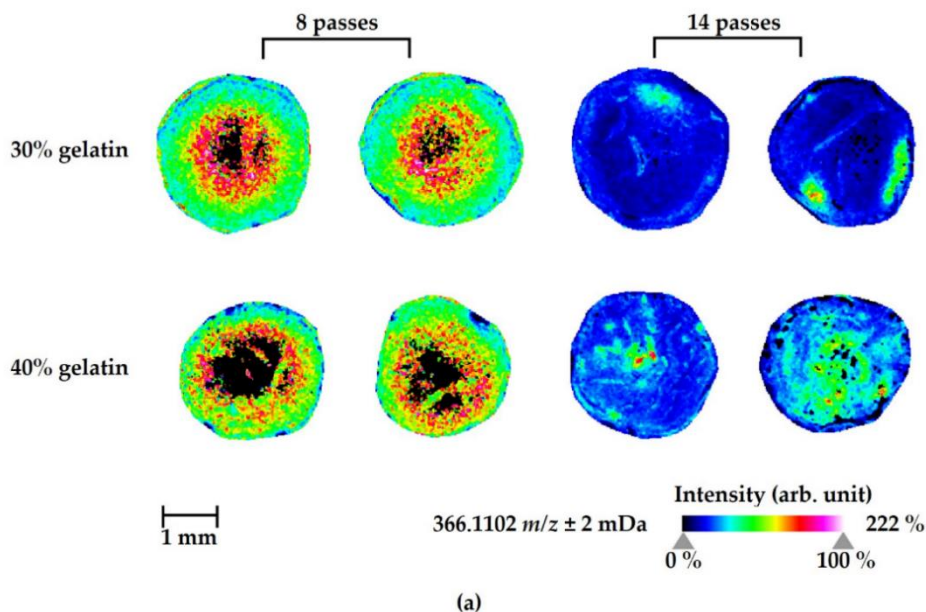 8 passes
14 passes
30% gelatin
40% gelatin
1 mm
366.1102 m/z ± 2 mDa
Intensity (arb. unit)
222 %
0 %
100 %
(a)